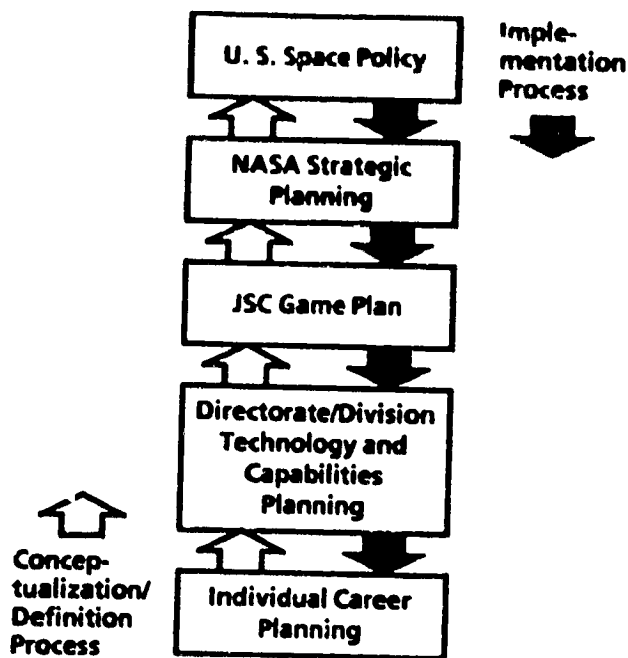 U. S. Space Policy
Imple-
mentation
Process
NASA Strategic
Planning
JSC Game Plan
Directorate/Division
Technology and
Capabilities
Planning
Concep-
tualization/
Definition
Process
Individual Career
Planning